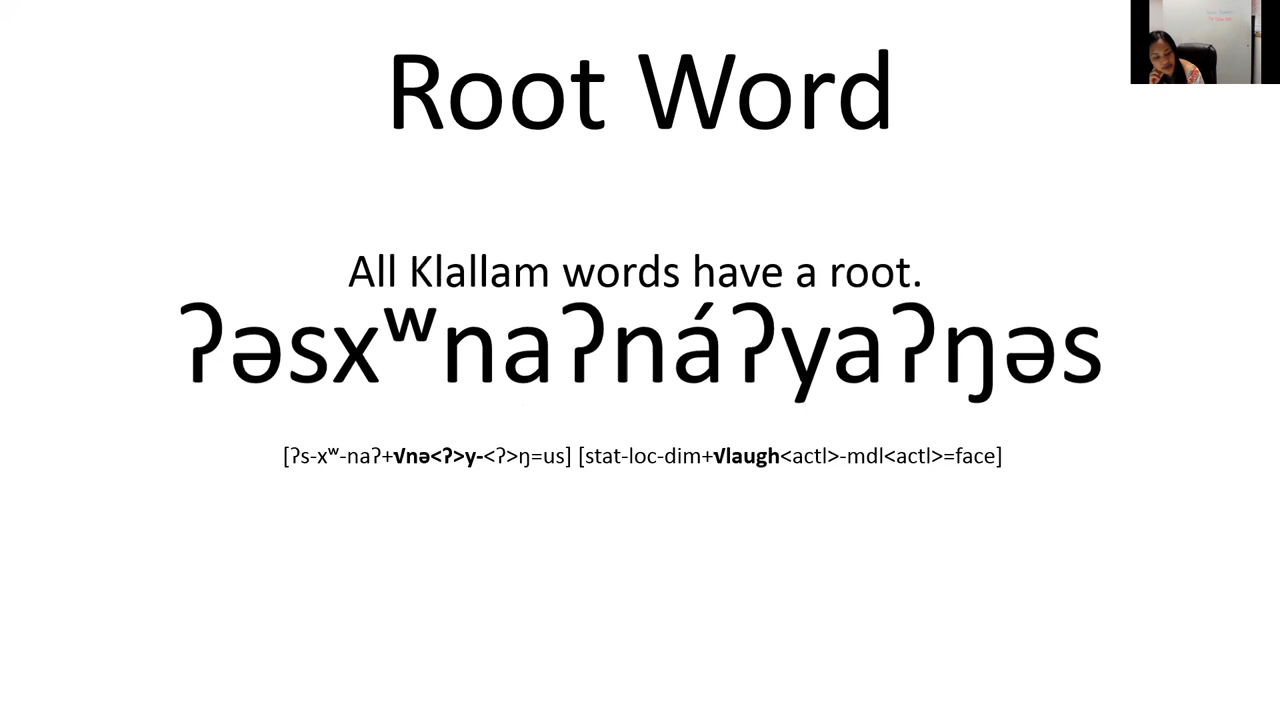 Root Word
All Klallam words have a root.
ʔəsxʷnaʔnáʔyaʔŋəs
[ʔs-xʷ-naʔ+√nə<ʔ>y-<ʔ>ŋ=us] [stat-loc-dim+√laugh<actl>-mdl<actl>=face]